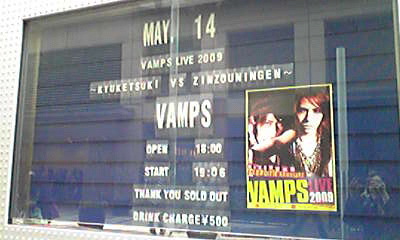 MAY. 14
VAMPS LIVE 2009
~KYUKETSUKI VS ZINZOUNINGEN~
VAMPS
OPEN 18:00
START 19:06
THANK YOU SOLD OUT
DRINK CHARGE¥500
VAMPS LIVE
2009